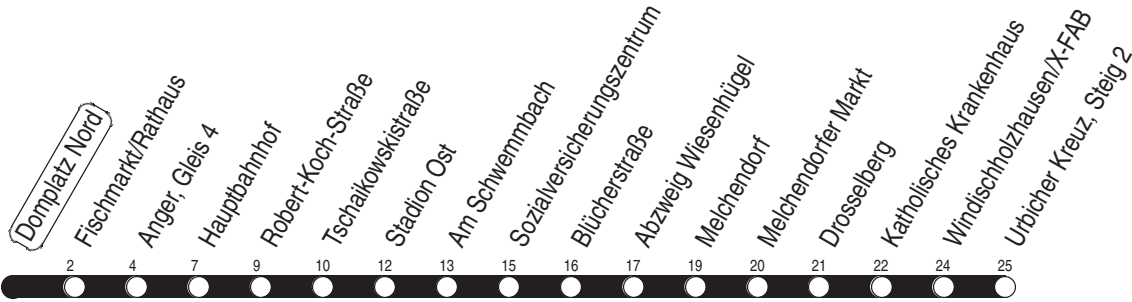 Domplatz Nord
Fischmarkt/Rathaus
Anger, Gleis 4
Hauptbahnhof
Robert-Koch-Straße
Tschaikowskistraße
Stadion Ost
Am Schwemmbach
Sozialversicherungszentrum
Blücherstraße
Abzweig Wiesenhügel
Melchendorf
Melchendorfer Markt
Drosselberg
Katholisches Krankenhaus
Windischholzhausen/X-FAB
Urbicher Kreuz, Steig 2
2 4 7 9 10 12 13 15 16 17 19 20 21 22 24 25